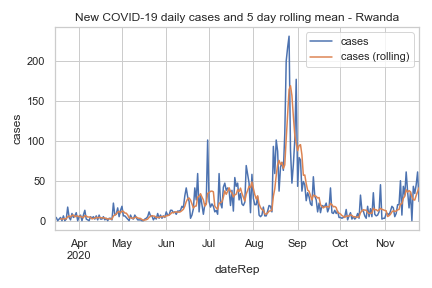 New COVID-19 daily cases and 5 day rolling mean - Rwanda
cases
cases (rolling)
200
150
100
50
0
cases
Apr
2020
May
Jun
Jul
Aug
Sep
Oct
Nov
dateRep